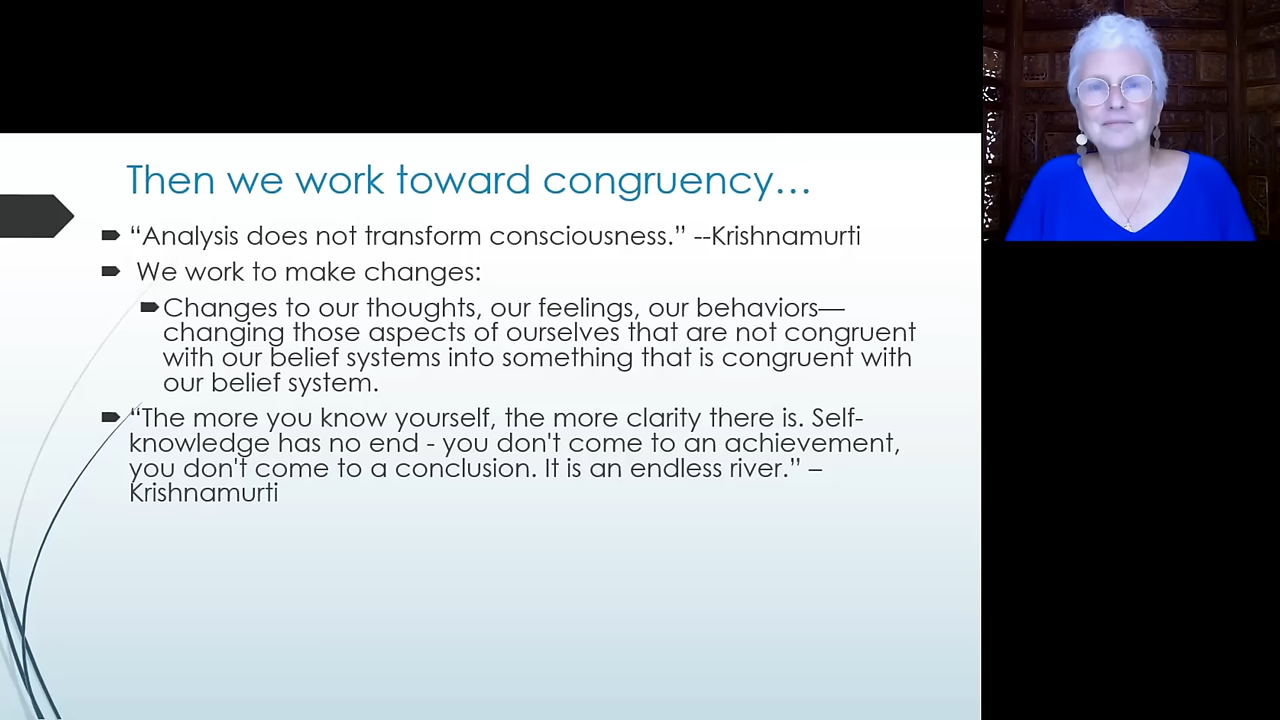 Then we work toward congruency…
“Analysis does not transform consciousness.” --Krishnamurti
We work to make changes:
Changes to our thoughts, our feelings, our behaviors—
changing those aspects of ourselves that are not congruent
with our belief systems into something that is congruent with
our belief system.
“The more you know yourself, the more clarity there is. Self-
knowledge has no end - you don't come to an achievement,
you don't come to a conclusion. It is an endless river.” –
Krishnamurti